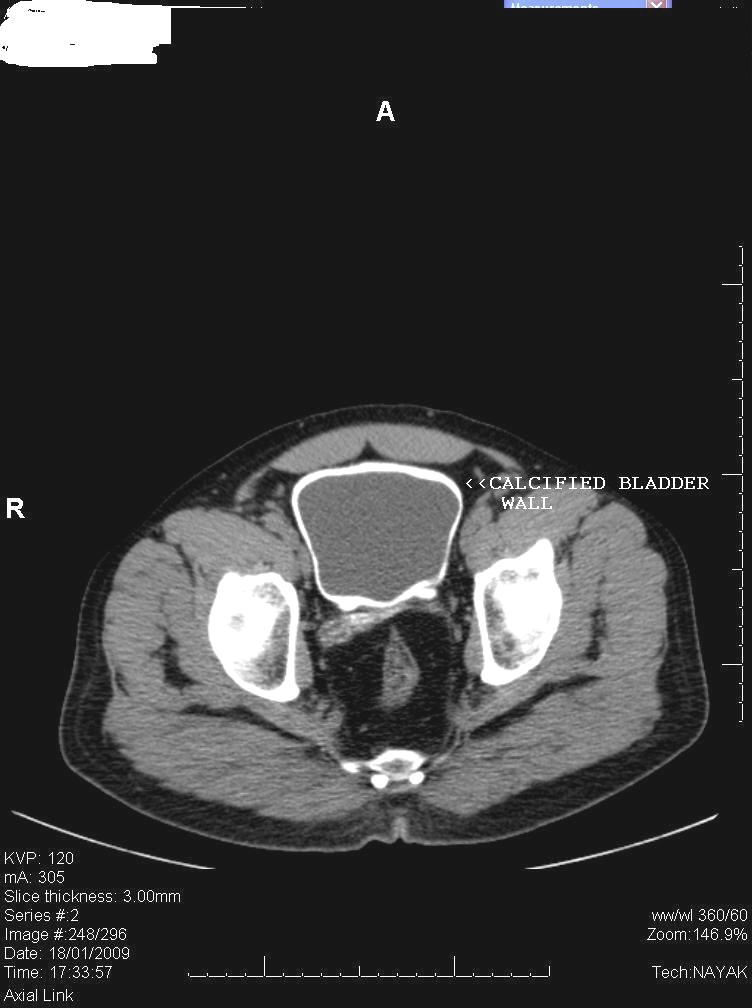 Measurements
A
R
<<CALCIFIED BLADDER
WALL
KVP: 120
mA: 305
Slice thickness: 3.00mm
Series #:2
Image #:248/296
Date: 18/01/2009
Time: 17:33:57
Axial Link
ww/wl 360/60
Zoom:146.9%
Tech:NAYAK